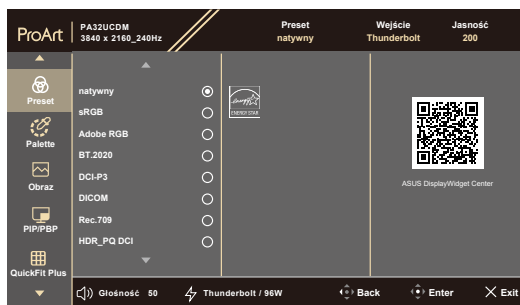 ProArt
PA32UCDM
3840 x 2160_240Hz
Preset
natywny
Wejście
Thunderbolt
Jasność
200
Preset
Palette
Obraz
PIP/PBP
QuickFit Plus
natywny
sRGB
Adobe RGB
BT.2020
DCI-P3
DICOM
Rec.709
HDR_PQ DCI
energy
ENERGY STAR
ASUS DisplayWidget Center
Głośność 50
Thunderbolt / 96W
Back
Enter
Exit